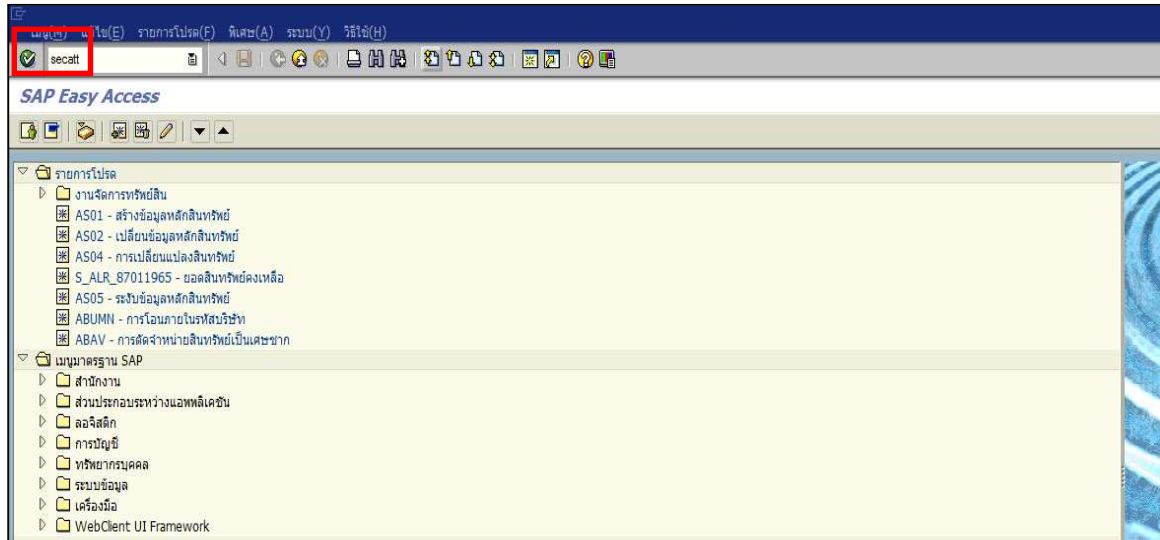 เมนู(M) แก้ไข(E) รายการโปรด(F) พิเศษ(A) ระบบ(Y) วิธีใช้(H)
secatt
SAP Easy Access
รายการโปรด
งานจัดการทรัพย์สิน
AS01 - สร้างข้อมูลหลักสินทรัพย์
AS02 - เปลี่ยนข้อมูลหลักสินทรัพย์
AS04 - การเปลี่ยนแปลงสินทรัพย์
S_ALR_87011965 - ยอดสินทรัพย์คงเหลือ
AS05 - ระงับข้อมูลหลักสินทรัพย์
ABUMN - การโอนภายในรหัสบริษัท
ABAV - การตัดจำหน่ายสินทรัพย์เป็นเศษซาก
เมนูมาตรฐาน SAP
สำนักงาน
ส่วนประกอบระหว่างแอพพลิเคชัน
ลอจิสติก
การบัญชี
ทรัพยากรบุคคล
ระบบข้อมูล
เครื่องมือ
WebClient UI Framework